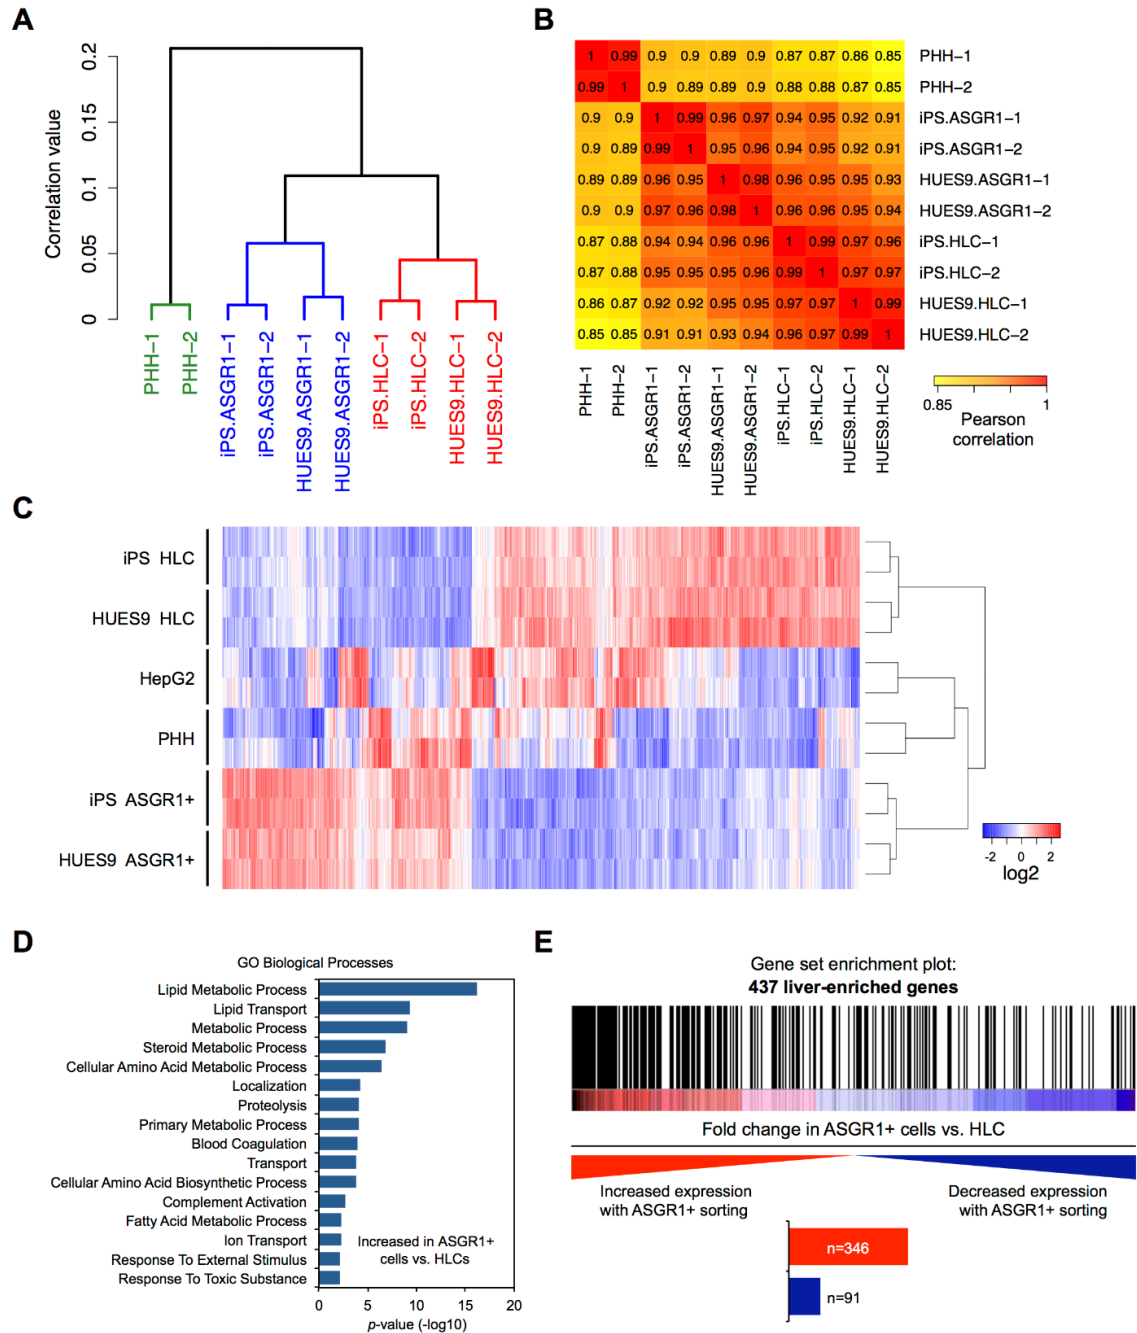 A
Correlation value
0.2
0.15
0.1
0.05
0
PHH-1
PHH-2
iPS.ASGR1-1
iPS.ASGR1-2
HUES9.ASGR1-1
HUES9.ASGR1-2
iPS.HLC-1
iPS.HLC-2
HUES9.HLC-1
HUES9.HLC-2
B
1 0.99 0.9 0.9 0.89 0.9 0.87 0.87 0.86 0.85 PHH-1
0.99 1 0.9 0.89 0.89 0.9 0.88 0.88 0.87 0.85 PHH-2
0.9 0.9 1 0.99 0.96 0.97 0.94 0.95 0.92 0.91 iPS.ASGR1-1
0.9 0.89 0.99 1 0.95 0.96 0.94 0.95 0.92 0.91 iPS.ASGR1-2
0.89 0.89 0.96 0.95 1 0.98 0.96 0.95 0.95 0.93 HUES9.ASGR1-1
0.9 0.9 0.97 0.96 0.98 1 0.96 0.96 0.95 0.94 HUES9.ASGR1-2
0.87 0.88 0.94 0.94 0.96 0.96 1 0.99 0.97 0.96 iPS.HLC-1
0.87 0.88 0.95 0.95 0.95 0.96 0.99 1 0.97 0.97 iPS.HLC-2
0.86 0.87 0.92 0.92 0.95 0.95 0.97 0.97 1 0.99 HUES9.HLC-1
0.85 0.85 0.91 0.91 0.93 0.94 0.96 0.97 0.99 1 HUES9.HLC-2
PHH-1
PHH-2
iPS.ASGR1-1
iPS.ASGR1-2
HUES9.ASGR1-1
HUES9.ASGR1-2
iPS.HLC-1
iPS.HLC-2
HUES9.HLC-1
HUES9.HLC-2
0.85 1
Pearson
correlation
C
iPS HLC
HUES9 HLC
HepG2
PHH
iPS ASGR1+
HUES9 ASGR1+
-2 0 2
log2
D
GO Biological Processes
Lipid Metabolic Process
Lipid Transport
Metabolic Process
Steroid Metabolic Process
Cellular Amino Acid Metabolic Process
Localization
Proteolysis
Primary Metabolic Process
Blood Coagulation
Transport
Cellular Amino Acid Biosynthetic Process
Complement Activation
Fatty Acid Metabolic Process
Ion Transport
Response To External Stimulus
Response To Toxic Substance
Increased in ASGR1+
cells vs. HLCs
0 5 10 15 20
p-value (-log10)
E
Gene set enrichment plot:
437 liver-enriched genes
Fold change in ASGR1+ cells vs. HLC
Increased expression
with ASGR1+ sorting
Decreased expression
with ASGR1+ sorting
n=346
n=91